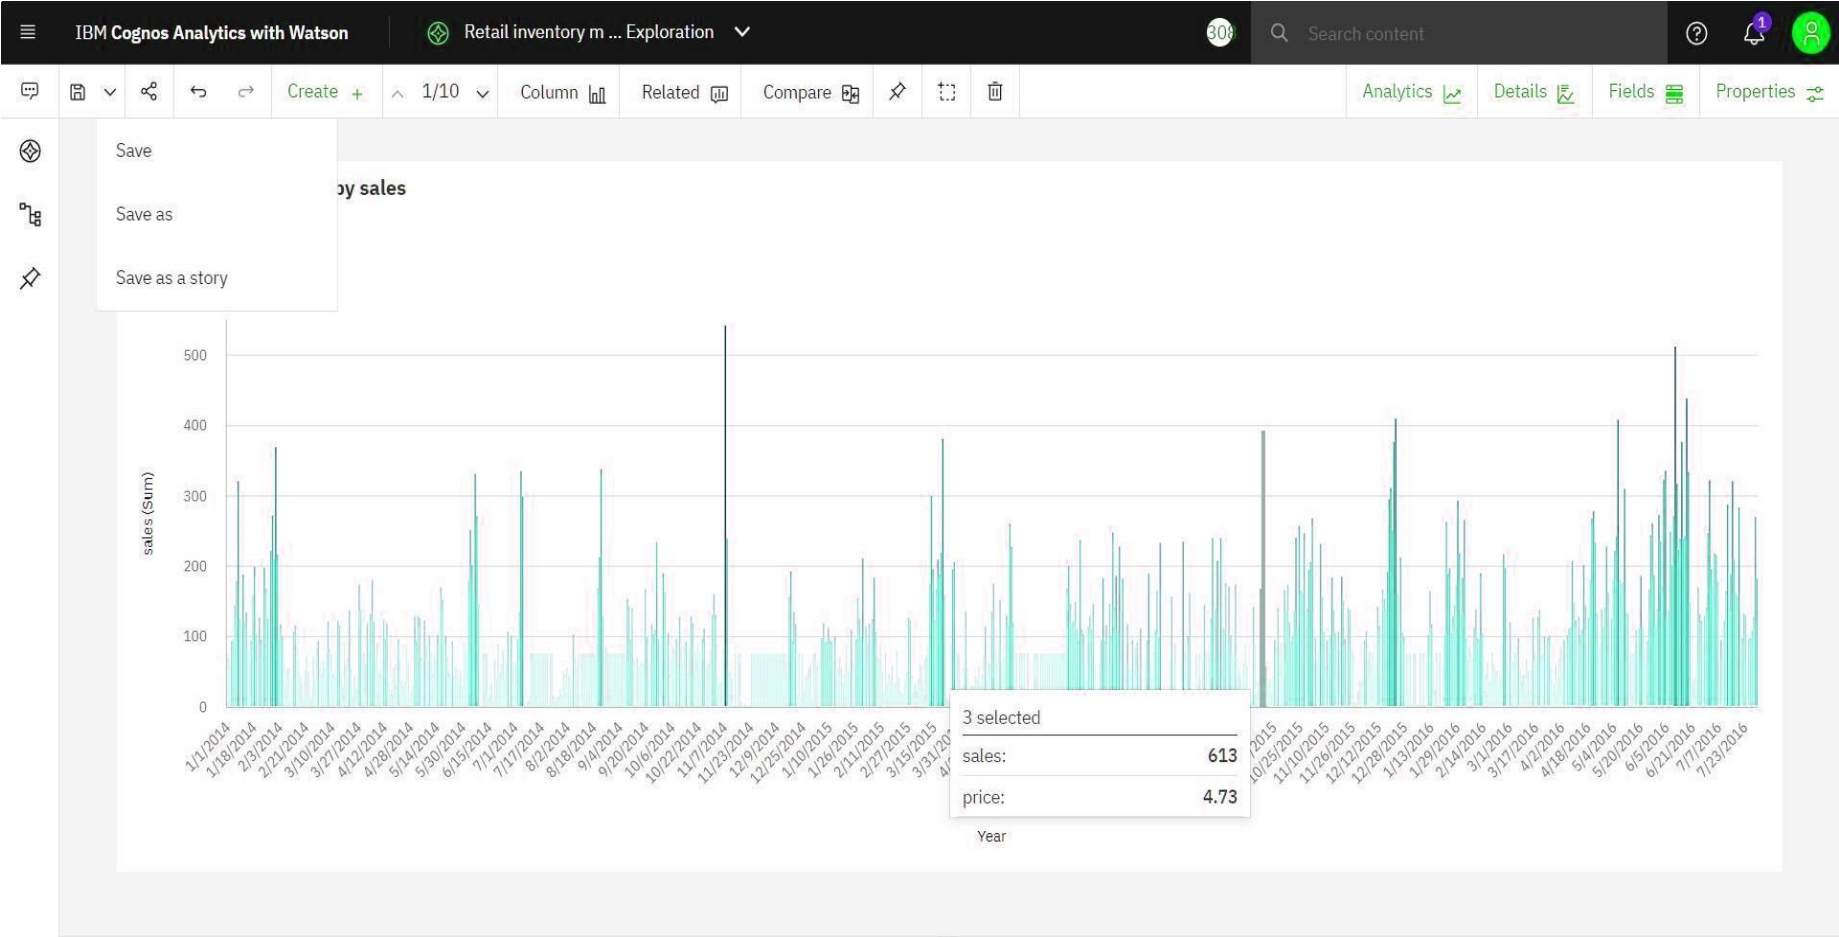 IBM Cognos Analytics with Watson
Retail inventory m ... Exploration
308
Search content
1
Create +
1/10
Column
Related
Compare
Analytics
Details
Fields
Properties
Save
Save as
Save as a story
by sales
500
400
300
200
100
0
sales (Sum)
1/1/2014
1/18/2014
2/3/2014
2/21/2014
3/10/2014
3/27/2014
4/12/2014
4/28/2014
5/14/2014
5/30/2014
6/15/2014
7/1/2014
7/17/2014
8/2/2014
8/18/2014
9/4/2014
9/20/2014
10/6/2014
10/22/2014
11/7/2014
11/23/2014
12/9/2014
12/25/2014
1/10/2015
1/26/2015
2/11/2015
2/27/2015
3/15/2015
3/31/
4/
/2015
10/25/2015
11/10/2015
11/26/2015
12/12/2015
12/28/2015
1/13/2016
1/29/2016
2/14/2016
3/1/2016
3/17/2016
4/2/2016
4/18/2016
5/4/2016
5/20/2016
6/5/2016
6/21/2016
7/7/2016
7/23/2016
3 selected
sales: 613
price: 4.73
Year